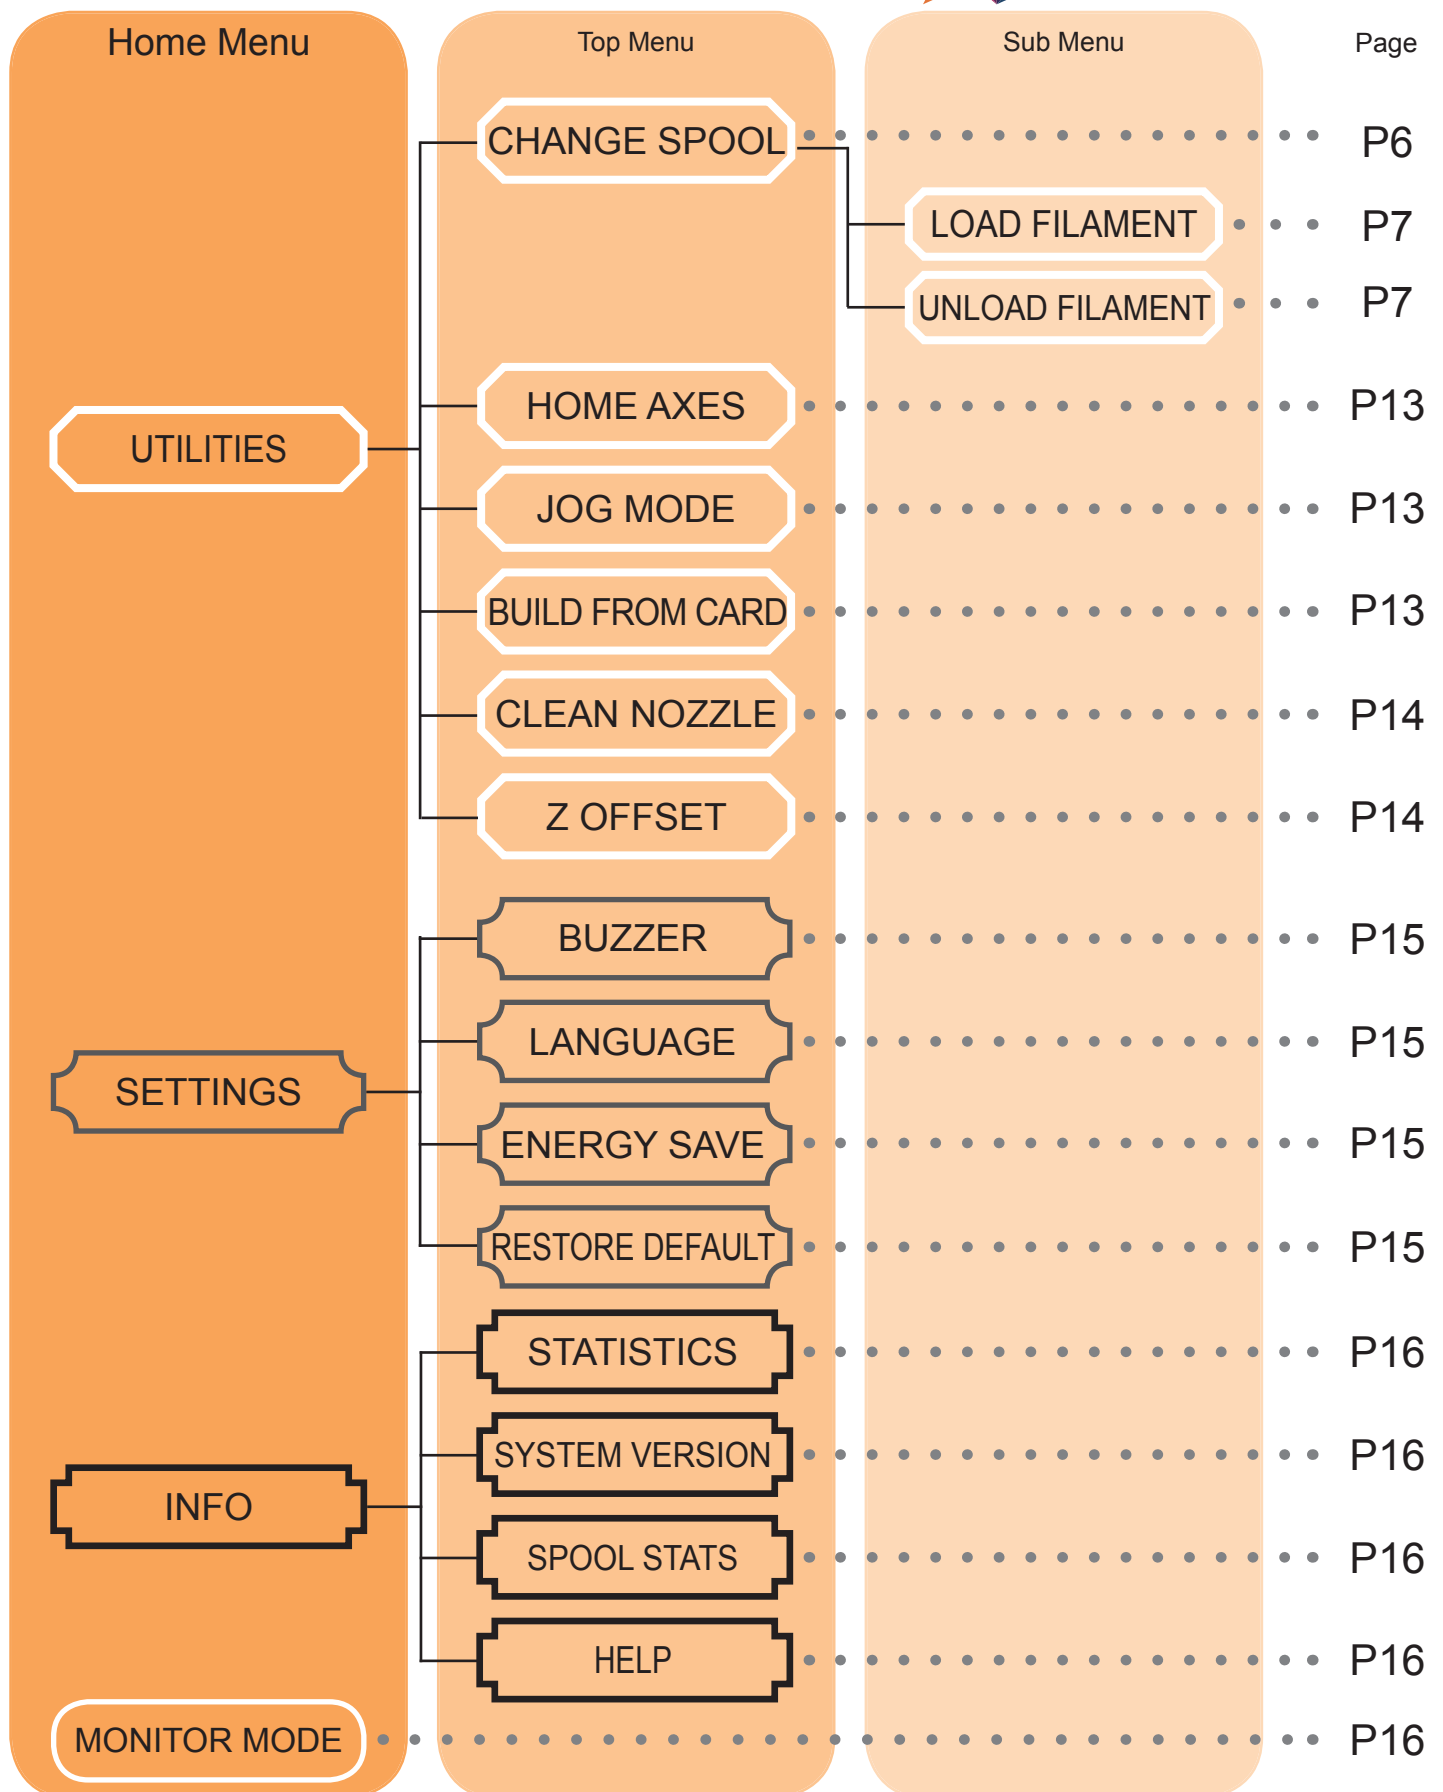 Home Menu
Top Menu
Sub Menu
Page
CHANGE SPOOL
P6
LOAD FILAMENT
P7
UNLOAD FILAMENT
P7
HOME AXES
P13
UTILITIES
JOG MODE
P13
BUILD FROM CARD
P13
CLEAN NOZZLE
P14
Z OFFSET
P14
BUZZER
P15
LANGUAGE
P15
SETTINGS
ENERGY SAVE
P15
RESTORE DEFAULT
P15
STATISTICS
P16
SYSTEM VERSION
P16
INFO
SPOOL STATS
P16
HELP
P16
MONITOR MODE
P16